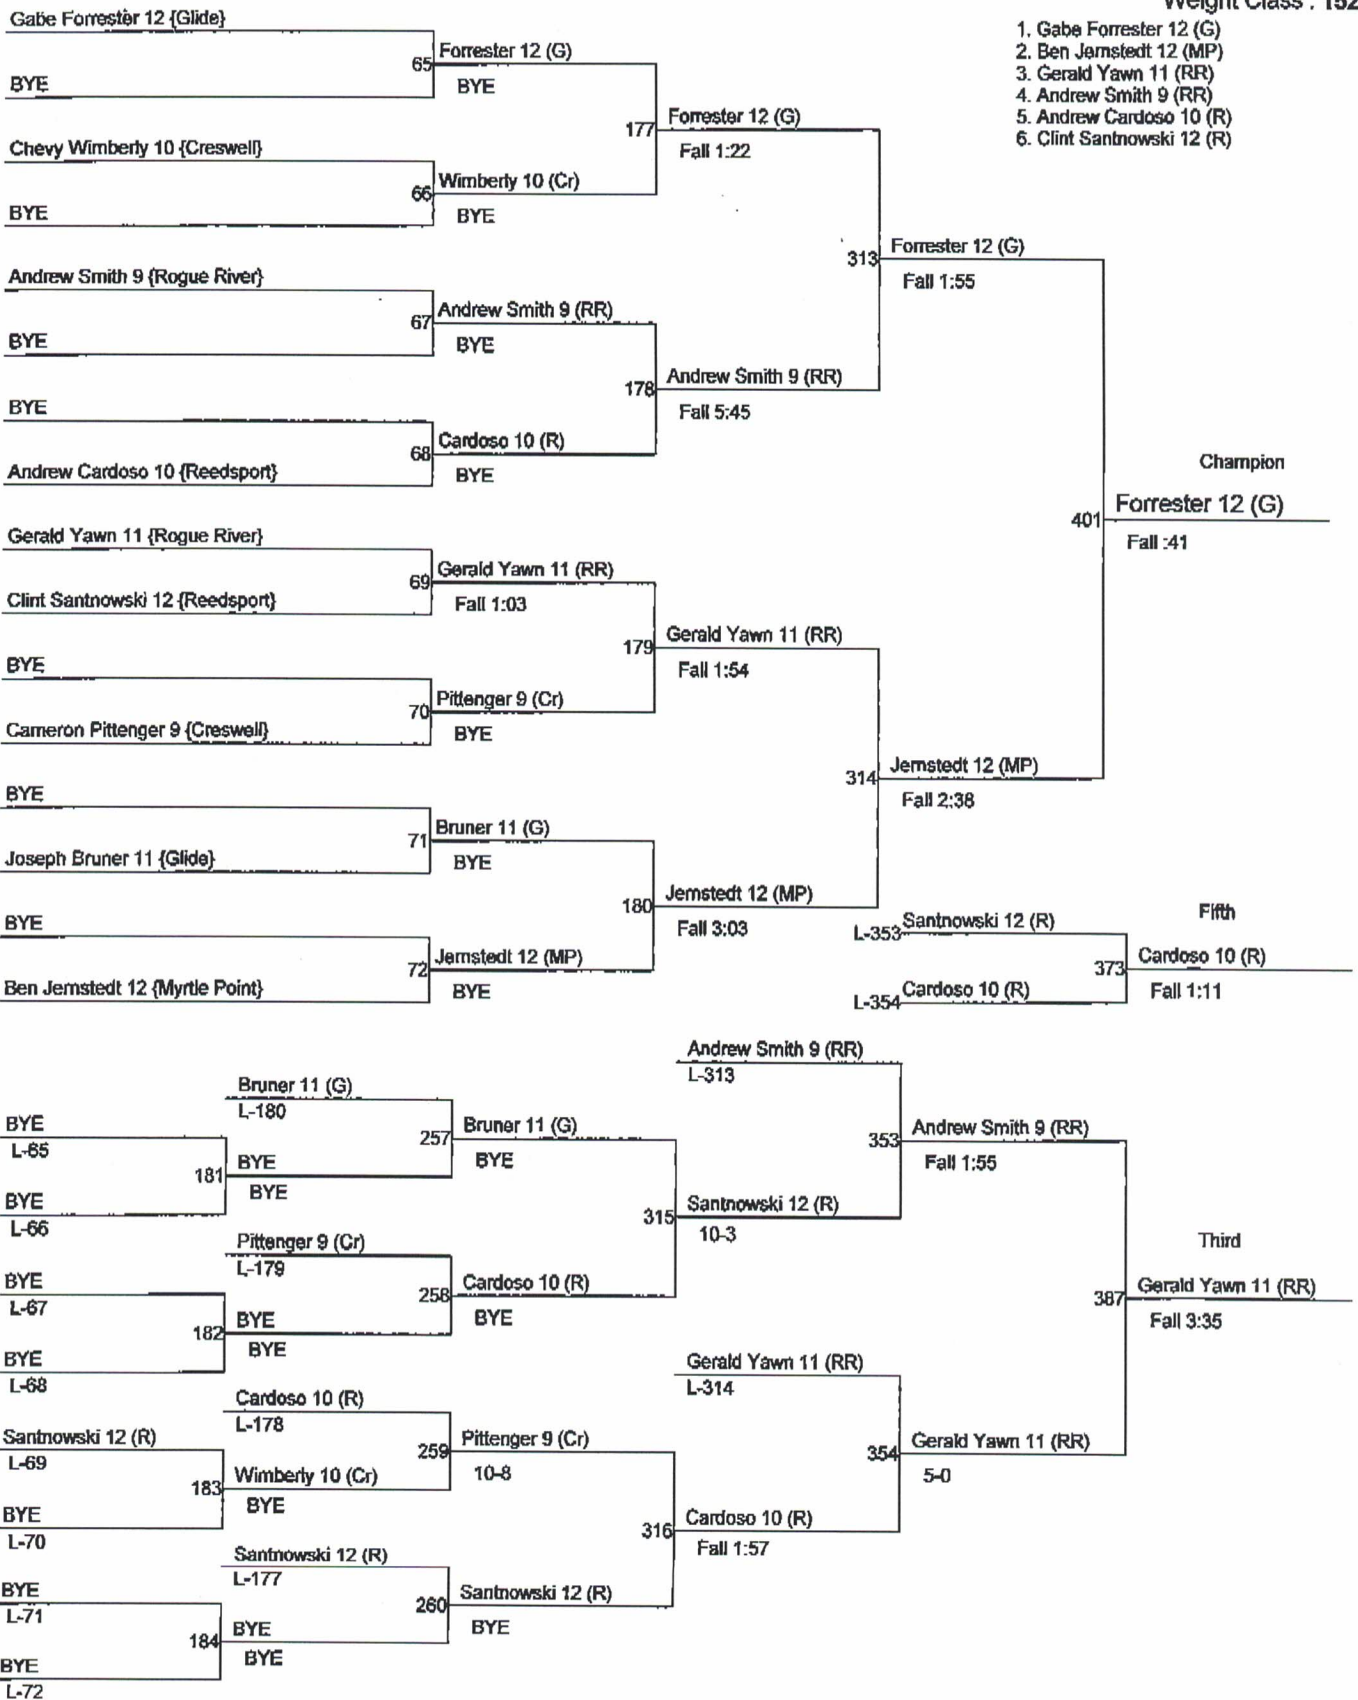 Weight Class : 152
1. Gabe Forrester 12 (G)
2. Ben Jernstedt 12 (MP)
3. Gerald Yawn 11 (RR)
4. Andrew Smith 9 (RR)
5. Andrew Cardoso 10 (R)
6. Clint Santnowski 12 (R)
Gabe Forrester 12 {Glide}
65 Forrester 12 (G)
BYE
BYE
177 Forrester 12 (G)
Fall 1:22
Chevy Wimberly 10 {Creswell}
66 Wimberly 10 (Cr)
BYE
BYE
313 Forrester 12 (G)
Fall 1:55
Andrew Smith 9 {Rogue River}
67 Andrew Smith 9 (RR)
BYE
BYE
178 Andrew Smith 9 (RR)
Fall 5:45
BYE
68 Cardoso 10 (R)
BYE
Andrew Cardoso 10 {Reedsport}
Champion
401 Forrester 12 (G)
Fall :41
Gerald Yawn 11 {Rogue River}
69 Gerald Yawn 11 (RR)
Fall 1:03
Clint Santnowski 12 {Reedsport}
179 Gerald Yawn 11 (RR)
Fall 1:54
BYE
70 Pittenger 9 (Cr)
BYE
Cameron Pittenger 9 {Creswell}
314 Jernstedt 12 (MP)
Fall 2:38
BYE
71 Bruner 11 (G)
BYE
Joseph Bruner 11 {Glide}
180 Jernstedt 12 (MP)
Fall 3:03
BYE
72 Jernstedt 12 (MP)
BYE
Ben Jernstedt 12 {Myrtle Point}
Fifth
L-353 Santnowski 12 (R)
373 Cardoso 10 (R)
Fall 1:11
L-354 Cardoso 10 (R)
Andrew Smith 9 (RR)
L-313
Bruner 11 (G)
L-180
BYE
L-65
257 Bruner 11 (G)
BYE
353 Andrew Smith 9 (RR)
Fall 1:55
181 BYE
BYE
BYE
L-66
315 Santnowski 12 (R)
10-3
Pittenger 9 (Cr)
L-179
Third
BYE
L-67
258 Cardoso 10 (R)
BYE
387 Gerald Yawn 11 (RR)
Fall 3:35
182 BYE
BYE
BYE
L-68
Gerald Yawn 11 (RR)
L-314
Cardoso 10 (R)
L-178
Santnowski 12 (R)
L-69
259 Pittenger 9 (Cr)
10-8
354 Gerald Yawn 11 (RR)
5-0
183 Wimberly 10 (Cr)
BYE
BYE
L-70
316 Cardoso 10 (R)
Fall 1:57
Santnowski 12 (R)
L-177
BYE
L-71
260 Santnowski 12 (R)
BYE
184 BYE
BYE
BYE
L-72